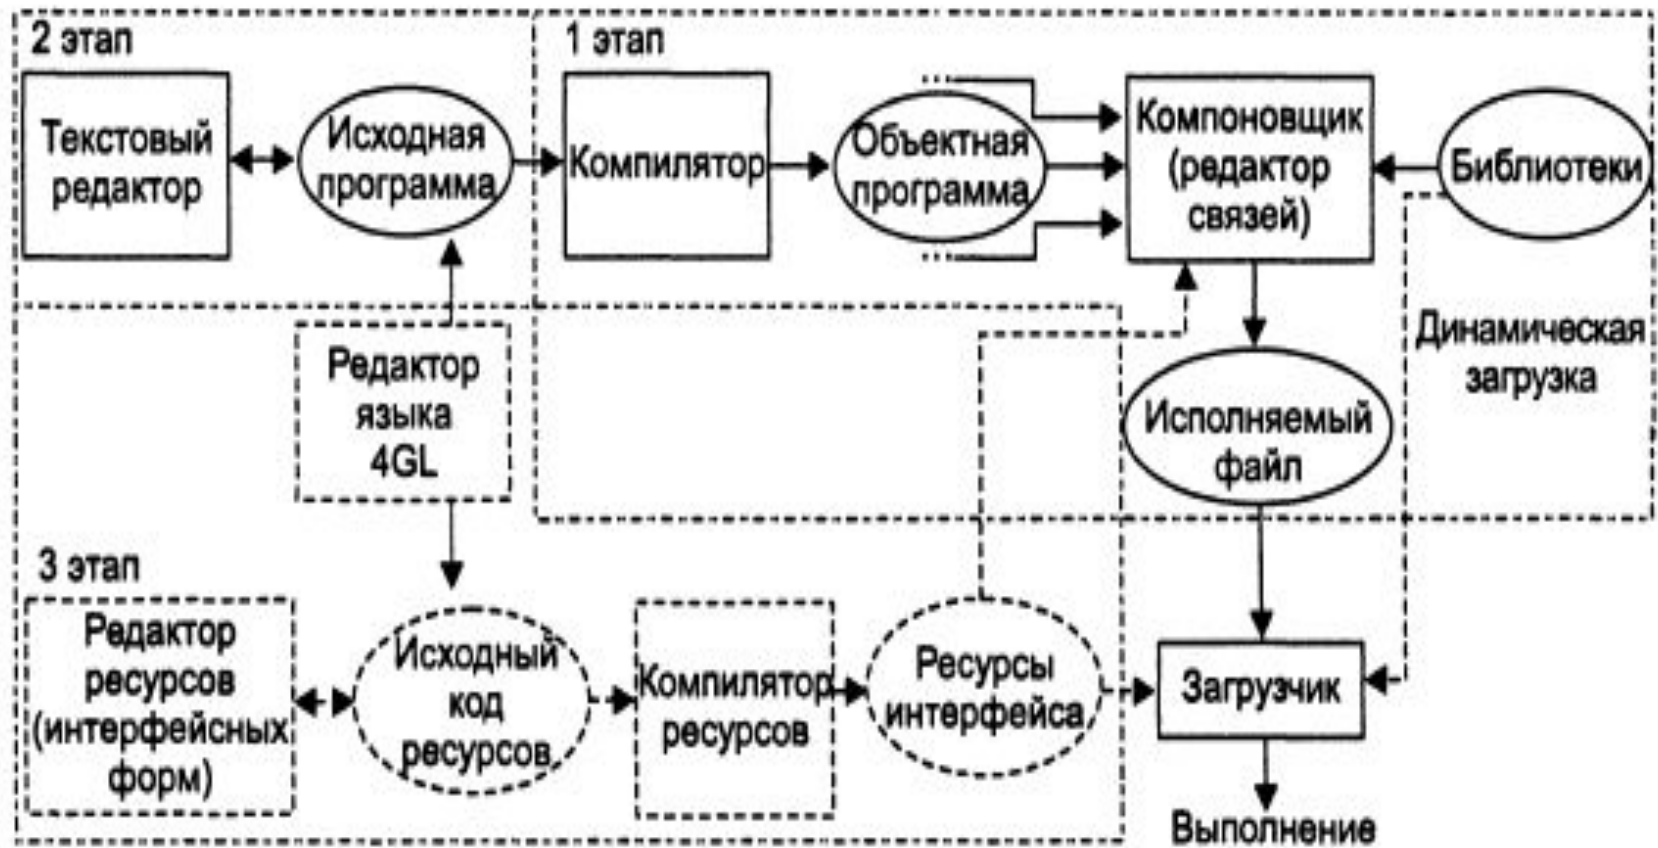 2 этап
1 этап
Текстовый
редактор
Исходная
программа
Компилятор
Объектная
программа
Компоновщик
(редактор
связей)
Библиотеки
Редактор
языка
4GL
Исполняемый
файл
Динамическая
загрузка
3 этап
Редактор
ресурсов
(интерфейсных
форм)
Исходный
код
ресурсов
Компилятор
ресурсов
Ресурсы
интерфейса
Загрузчик
Выполнение